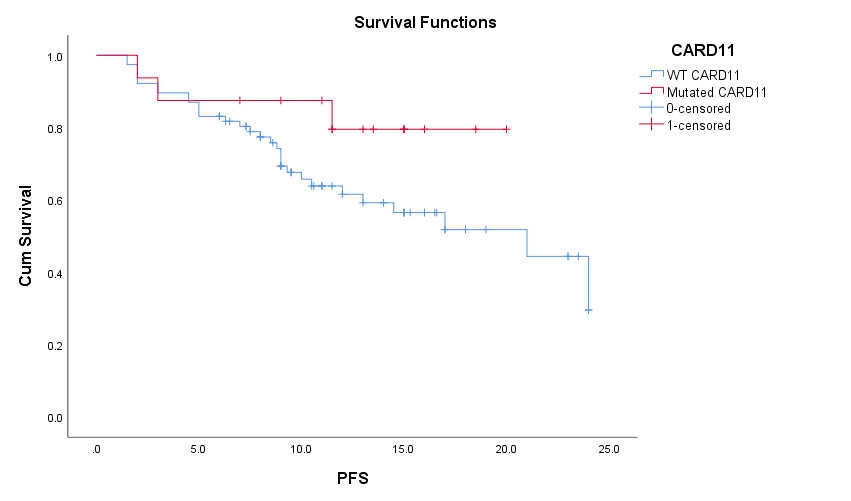 Survival Functions
CARD11
WT CARD11
Mutated CARD11
0-censored
1-censored
Cum Survival
1.0
0.8
0.6
0.4
0.2
0.0
.0 5.0 10.0 15.0 20.0 25.0
PFS